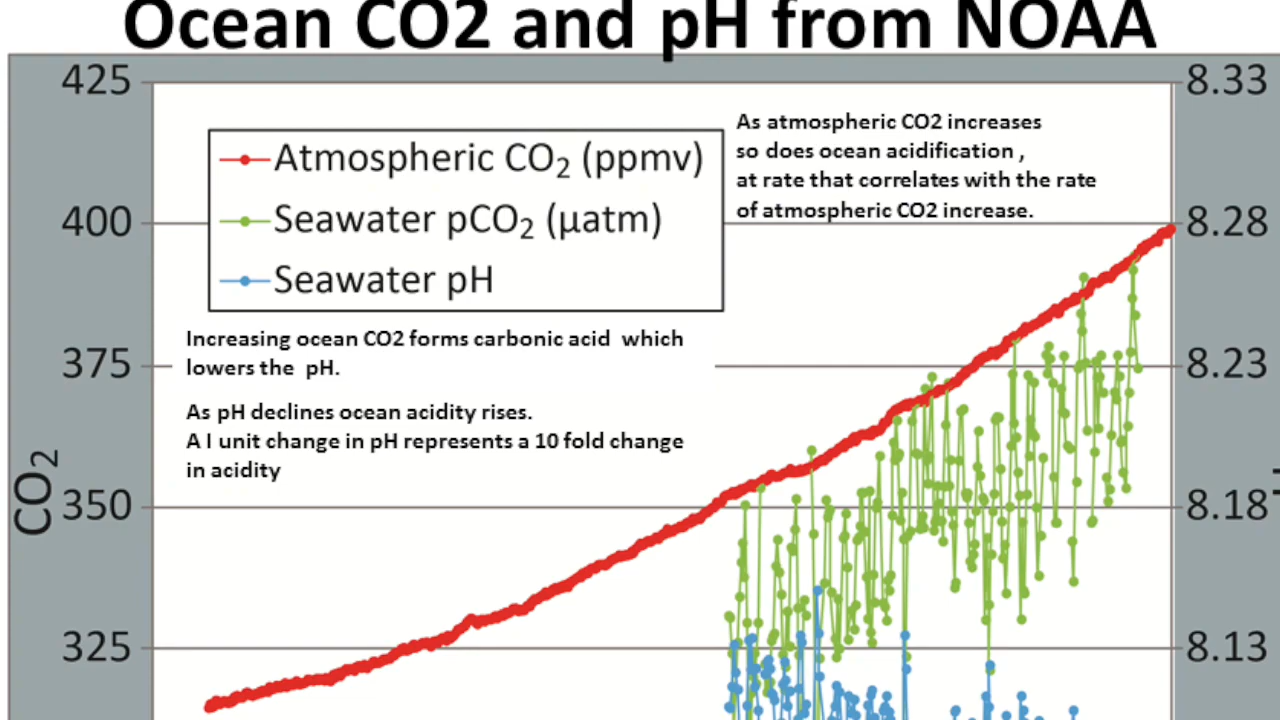 Ocean CO2 and pH from NOAA
425
8.33
As atmospheric CO2 increases
so does ocean acidification ,
at rate that correlates with the rate
of atmospheric CO2 increase.
Atmospheric CO₂ (ppmv)
Seawater pCO₂ (µatm)
Seawater pH
400
8.28
Increasing ocean CO2 forms carbonic acid which
lowers the pH.
375
8.23
As pH declines ocean acidity rises.
A I unit change in pH represents a 10 fold change
in acidity
CO₂
350
8.18
325
8.13